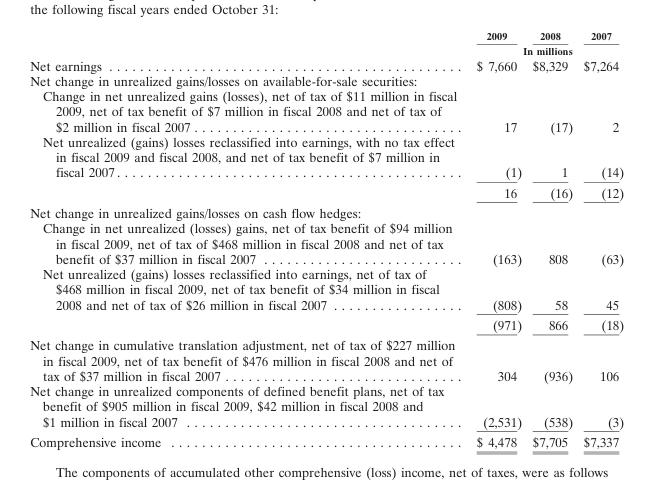 the following fiscal years ended October 31:
2009 2008 2007
In millions
Net earnings . . . . . . . . . . . . . . . . . . . . . . . . . . . . . . . . . . . . . . . . . . . . . . $ 7,660 $8,329 $7,264
Net change in unrealized gains/losses on available-for-sale securities:
Change in net unrealized gains (losses), net of tax of $11 million in fiscal
2009, net of tax benefit of $7 million in fiscal 2008 and net of tax of
$2 million in fiscal 2007 . . . . . . . . . . . . . . . . . . . . . . . . . . . . . . . . . . 17 (17) 2
Net unrealized (gains) losses reclassified into earnings, with no tax effect
in fiscal 2009 and fiscal 2008, and net of tax benefit of $7 million in
fiscal 2007 . . . . . . . . . . . . . . . . . . . . . . . . . . . . . . . . . . . . . . . . . . . (1) 1 (14)
16 (16) (12)
Net change in unrealized gains/losses on cash flow hedges:
Change in net unrealized (losses) gains, net of tax benefit of $94 million
in fiscal 2009, net of tax of $468 million in fiscal 2008 and net of tax
benefit of $37 million in fiscal 2007 . . . . . . . . . . . . . . . . . . . . . . . . . (163) 808 (63)
Net unrealized (gains) losses reclassified into earnings, net of tax of
$468 million in fiscal 2009, net of tax benefit of $34 million in fiscal
2008 and net of tax of $26 million in fiscal 2007 . . . . . . . . . . . . . . . . (808) 58 45
(971) 866 (18)
Net change in cumulative translation adjustment, net of tax of $227 million
in fiscal 2009, net of tax benefit of $476 million in fiscal 2008 and net of
tax of $37 million in fiscal 2007 . . . . . . . . . . . . . . . . . . . . . . . . . . . . . 304 (936) 106
Net change in unrealized components of defined benefit plans, net of tax
benefit of $905 million in fiscal 2009, $42 million in fiscal 2008 and
$1 million in fiscal 2007 . . . . . . . . . . . . . . . . . . . . . . . . . . . . . . . . . . (2,531) (538) (3)
Comprehensive income . . . . . . . . . . . . . . . . . . . . . . . . . . . . . . . . . . . . $ 4,478 $7,705 $7,337
The components of accumulated other comprehensive (loss) income, net of taxes, were as follows